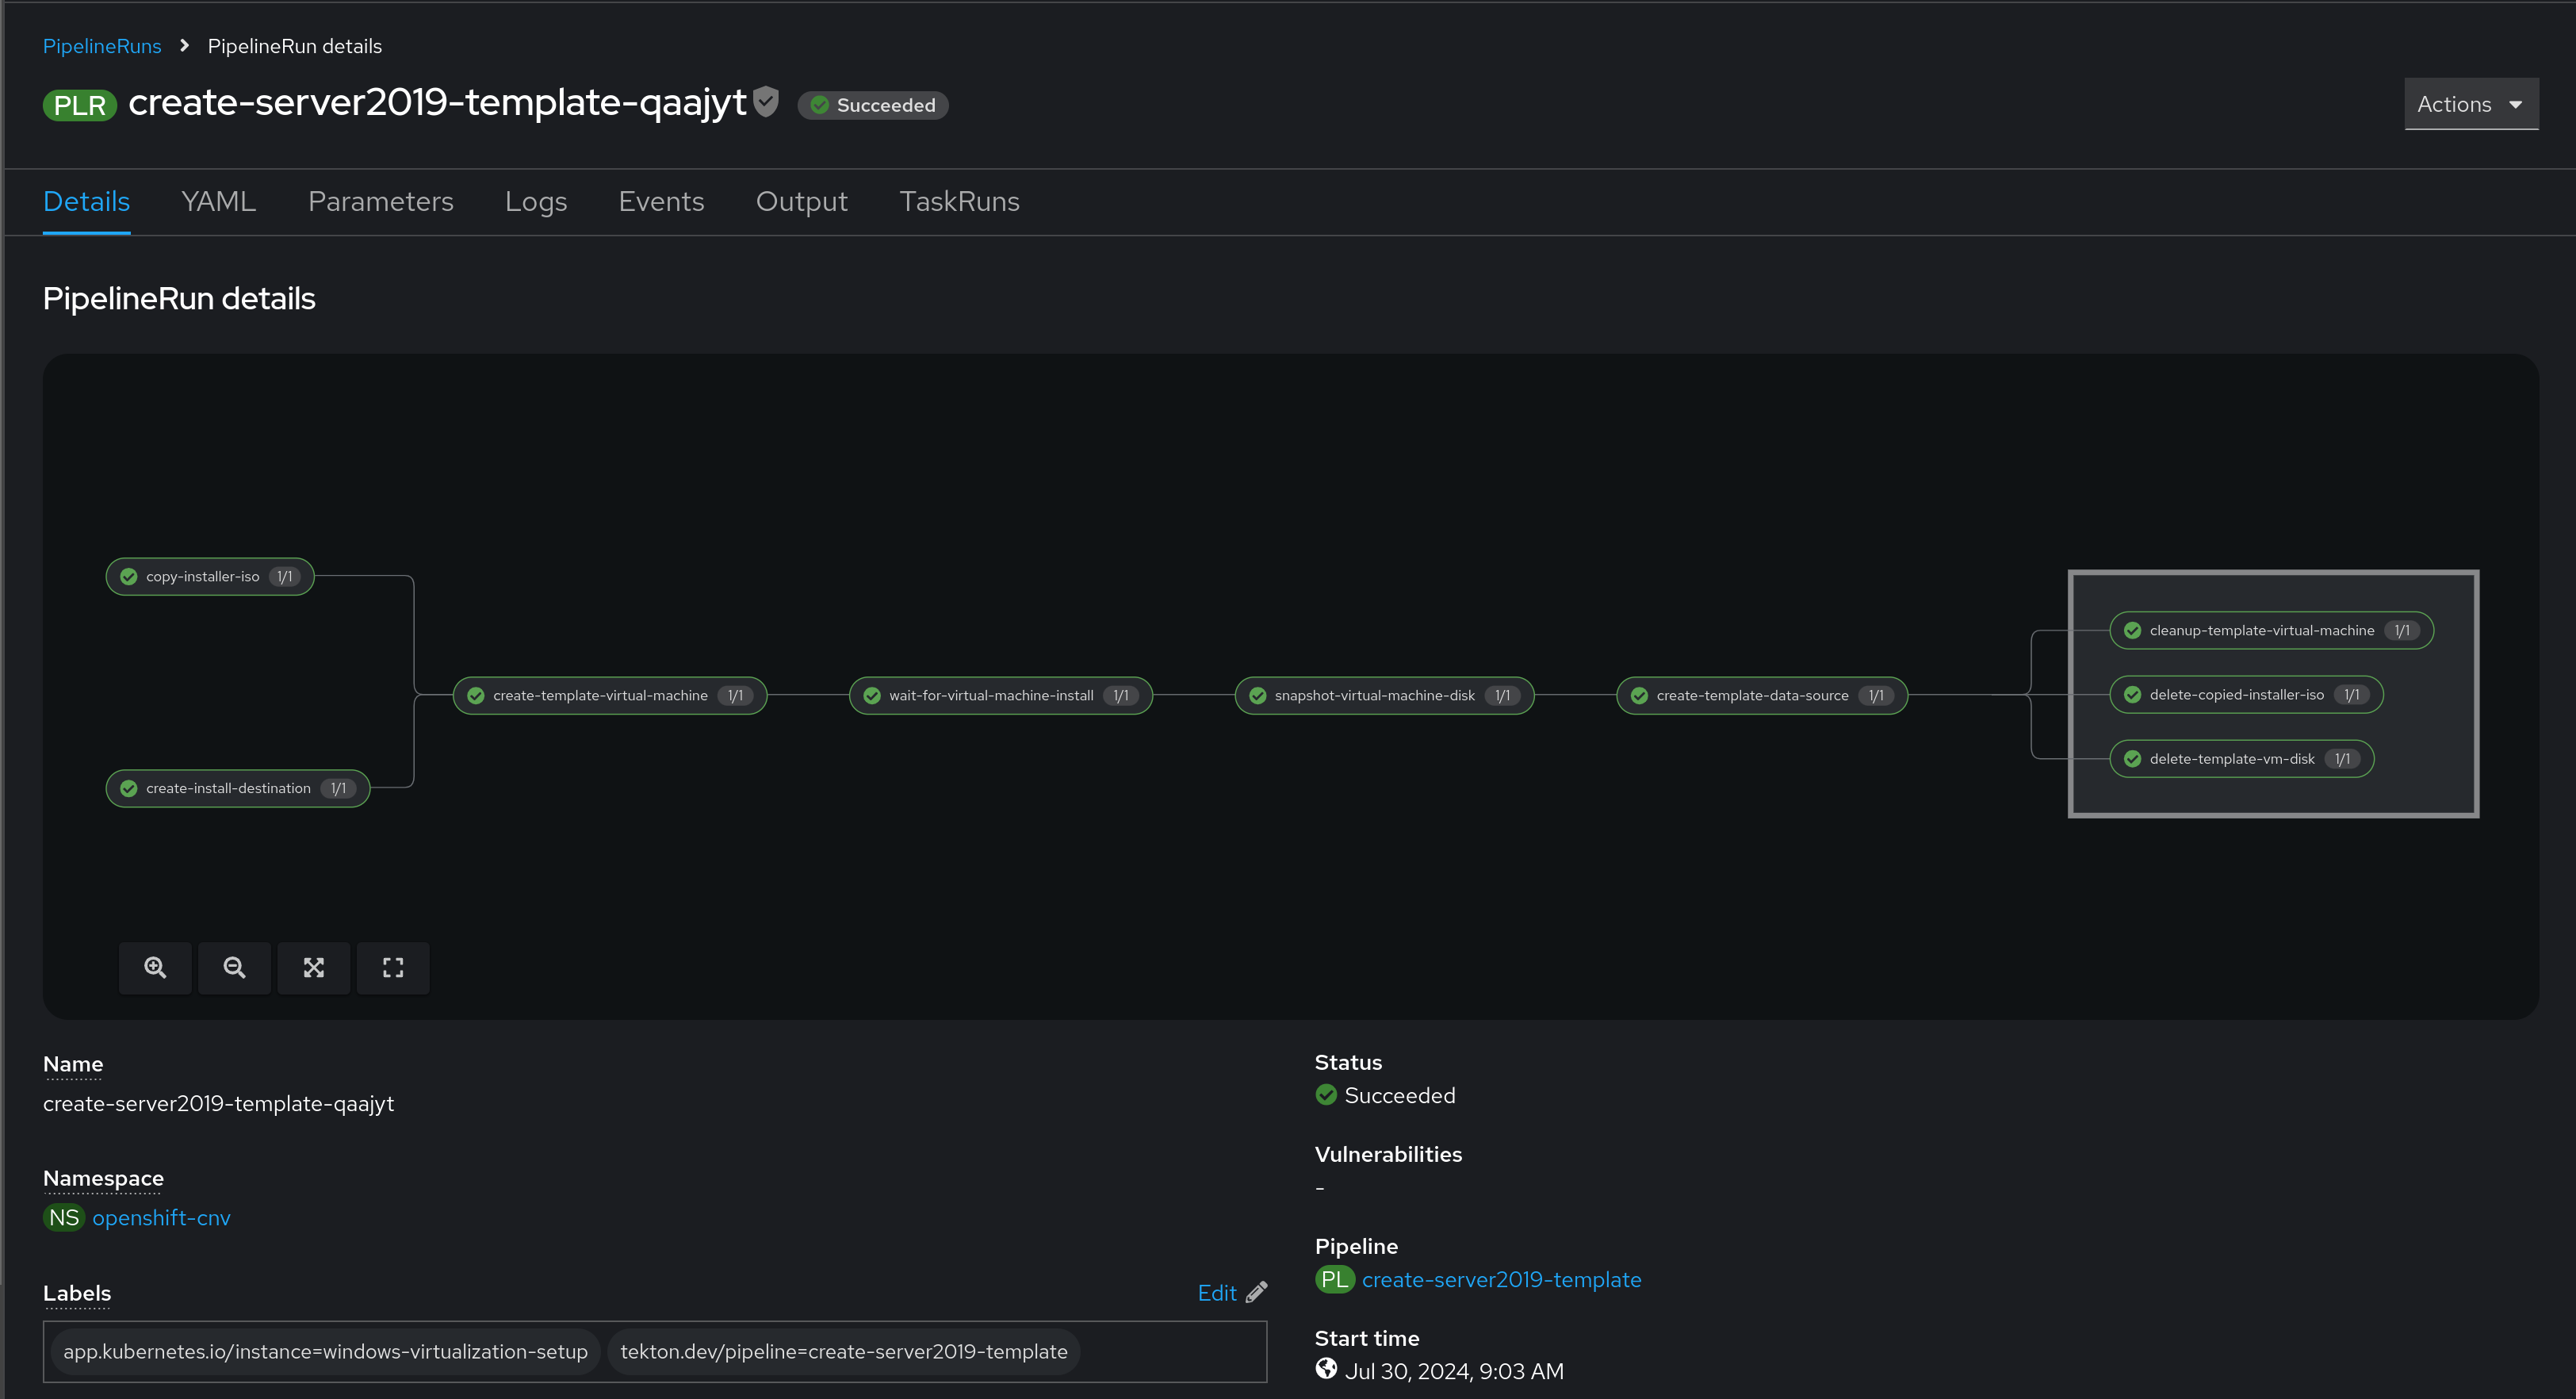 PipelineRuns > PipelineRun details
PLR create-server2019-template-qaajyt Succeeded
Actions
Details YAML Parameters Logs Events Output TaskRuns
PipelineRun details
copy-installer-iso 1/1
create-install-destination 1/1
create-template-virtual-machine 1/1
wait-for-virtual-machine-install 1/1
snapshot-virtual-machine-disk 1/1
create-template-data-source 1/1
cleanup-template-virtual-machine 1/1
delete-copied-installer-iso 1/1
delete-template-vm-disk 1/1
Name
create-server2019-template-qaajyt
Namespace
NS openshift-cnv
Labels
Edit
app.kubernetes.io/instance=windows-virtualization-setup tekton.dev/pipeline=create-server2019-template
Status
Succeeded
Vulnerabilities
-
Pipeline
PL create-server2019-template
Start time
Jul 30, 2024, 9:03 AM